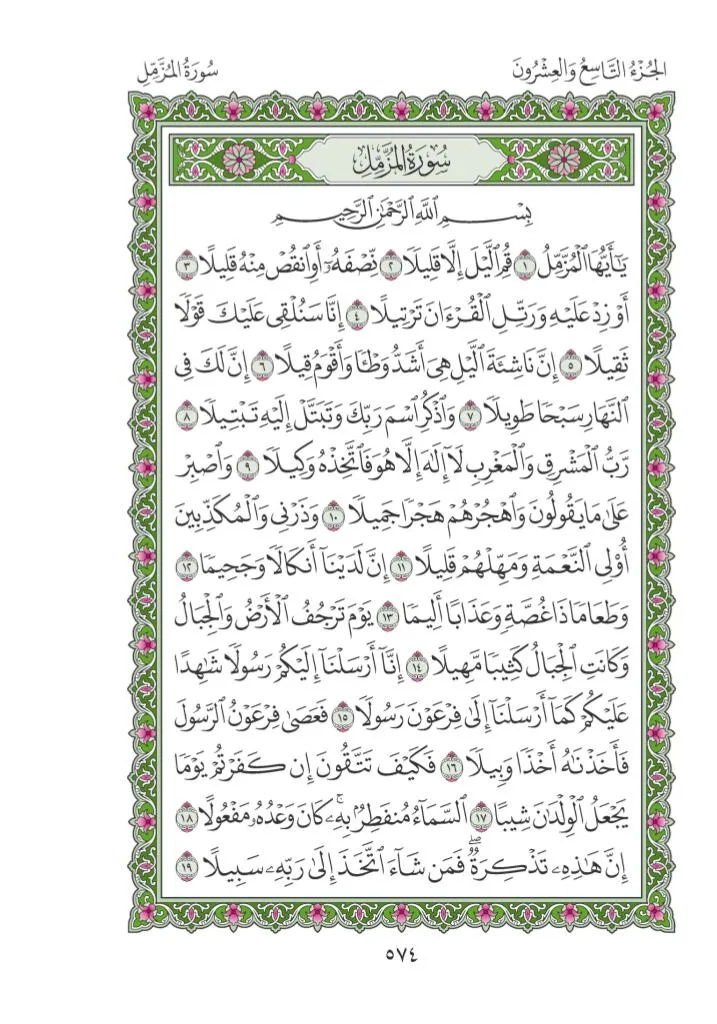 الجُزْءُ التَّاسِعُ وَالعِشْرُونَ
سُورَةُ المُزَّمِّلِ
سُورَةُ المُزَّمِّلِ
بِسْمِ ٱللَّهِ ٱلرَّحْمَٰنِ ٱلرَّحِيمِ
يَٰٓأَيُّهَا ٱلْمُزَّمِّلُ ١ قُمِ ٱلَّيْلَ إِلَّا قَلِيلًا ٢ نِّصْفَهُۥٓ أَوِ ٱنقُصْ مِنْهُ قَلِيلًا ٣
أَوْ زِدْ عَلَيْهِ وَرَتِّلِ ٱلْقُرْءَانَ تَرْتِيلًا ٤ إِنَّا سَنُلْقِى عَلَيْكَ قَوْلًا
ثَقِيلًا ٥ إِنَّ نَاشِئَةَ ٱلَّيْلِ هِىَ أَشَدُّ وَطْـًٔا وَأَقْوَمُ قِيلًا ٦ إِنَّ لَكَ فِى
ٱلنَّهَارِ سَبْحًا طَوِيلًا ٧ وَٱذْكُرِ ٱسْمَ رَبِّكَ وَتَبَتَّلْ إِلَيْهِ تَبْتِيلًا ٨
رَّبُّ ٱلْمَشْرِقِ وَٱلْمَغْرِبِ لَآ إِلَٰهَ إِلَّا هُوَ فَٱتَّخِذْهُ وَكِيلًا ٩ وَٱصْبِرْ
عَلَىٰ مَا يَقُولُونَ وَٱهْجُرْهُمْ هَجْرًا جَمِيلًا ١٠ وَذَرْنِى وَٱلْمُكَذِّبِينَ
أُو۟لِى ٱلنَّعْمَةِ وَمَهِّلْهُمْ قَلِيلًا ١١ إِنَّ لَدَيْنَآ أَنكَالًا وَجَحِيمًا ١٢
وَطَعَامًا ذَا غُصَّةٍ وَعَذَابًا أَلِيمًا ١٣ يَوْمَ تَرْجُفُ ٱلْأَرْضُ وَٱلْجِبَالُ
وَكَانَتِ ٱلْجِبَالُ كَثِيبًا مَّهِيلًا ١٤ إِنَّآ أَرْسَلْنَآ إِلَيْكُمْ رَسُولًا شَٰهِدًا
عَلَيْكُمْ كَمَآ أَرْسَلْنَآ إِلَىٰ فِرْعَوْنَ رَسُولًا ١٥ فَعَصَىٰ فِرْعَوْنُ ٱلرَّسُولَ
فَأَخَذْنَٰهُ أَخْذًا وَبِيلًا ١٦ فَكَيْفَ تَتَّقُونَ إِن كَفَرْتُمْ يَوْمًا
يَجْعَلُ ٱلْوِلْدَٰنَ شِيبًا ١٧ ٱلسَّمَآءُ مُنفَطِرٌۢ بِهِۦۚ كَانَ وَعْدُهُۥ مَفْعُولًا ١٨
إِنَّ هَٰذِهِۦ تَذْكِرَةٌۖ فَمَن شَآءَ ٱتَّخَذَ إِلَىٰ رَبِّهِۦ سَبِيلًا ١٩
٥٧٤